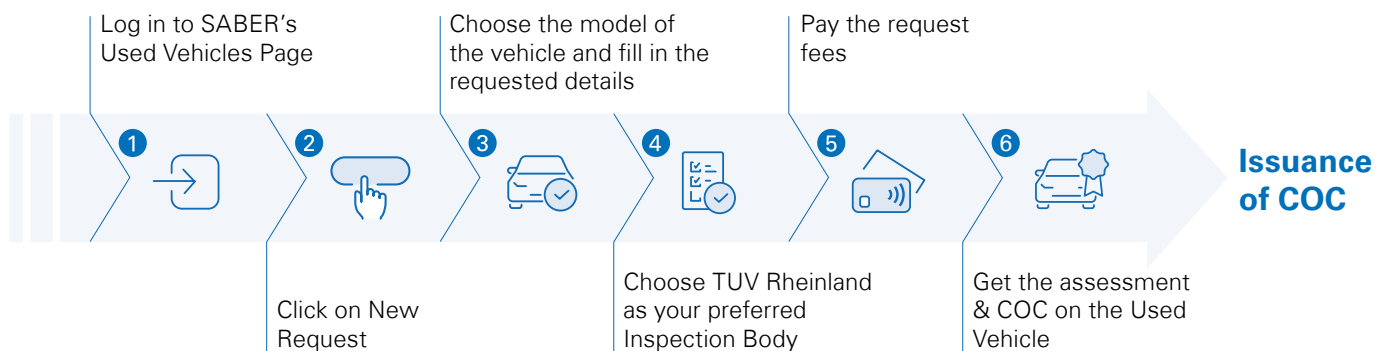 Log in to SABER's
Used Vehicles Page
1
2
Click on New
Request
Choose the model of
the vehicle and fill in the
requested details
3
4
Choose TUV Rheinland
as your preferred
Inspection Body
Pay the request
fees
5
6
Get the assessment
& COC on the Used
Vehicle
Issuance
of COC